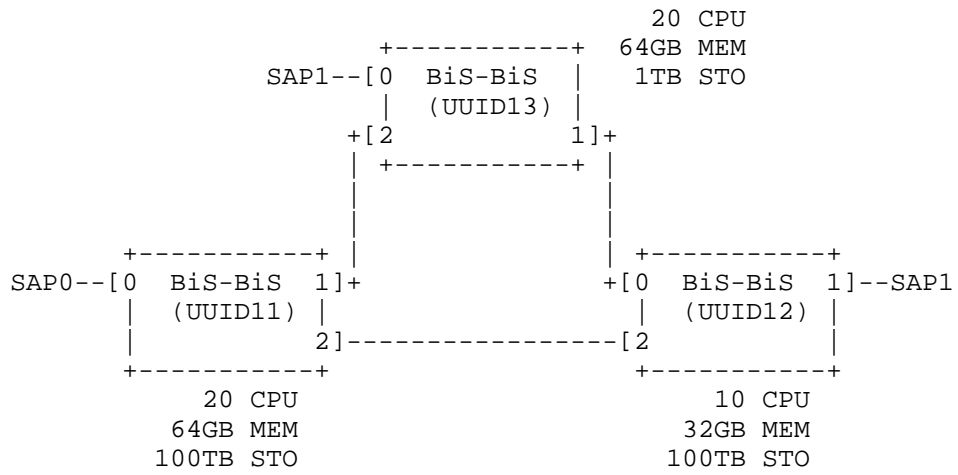 20 CPU
+-----------+ 64GB MEM
SAP1--[0 BiS-BiS | 1TB STO
| (UUID13) |
+[2 1]+
| +-----------+ |
| |
| |
| |
+-----------+ | | +-----------+
SAP0--[0 BiS-BiS 1]+ +[0 BiS-BiS 1]--SAP1
| (UUID11) | | (UUID12) |
| 2]-----------------[2 |
+-----------+ +-----------+
20 CPU 10 CPU
64GB MEM 32GB MEM
100TB STO 100TB STO